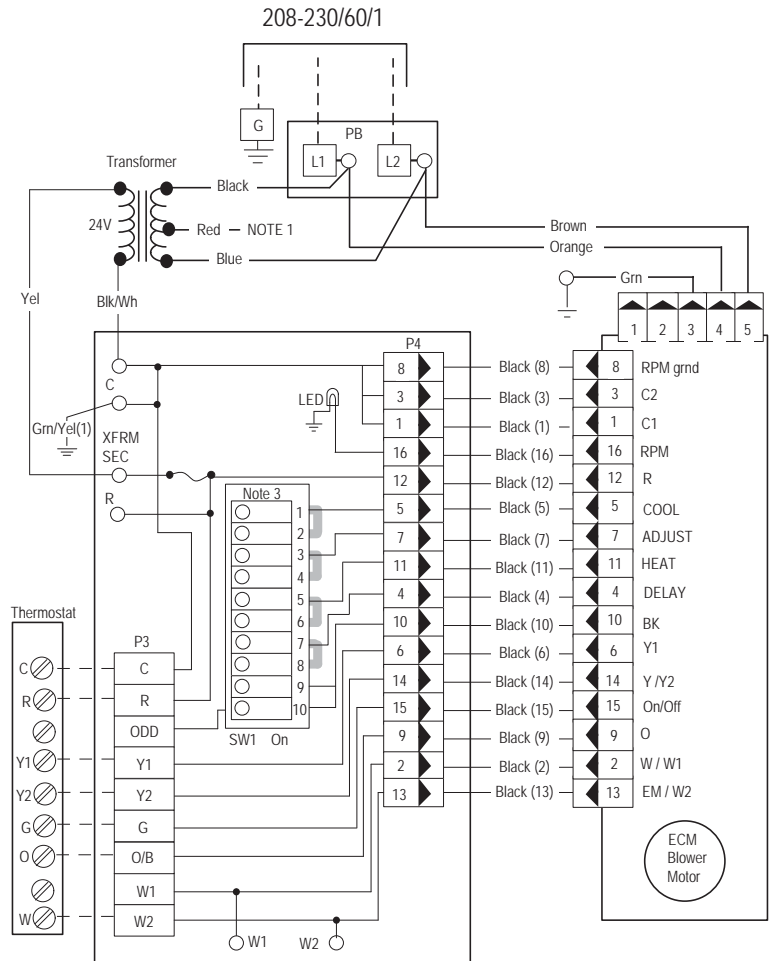 208-230/60/1
G
PB
L1
L2
Transformer
Black
24V
Red
NOTE 1
Blue
Brown
Orange
Grn
Yel
Blk/Wh
1 2 3 4 5
P4
C
LED
Grn/Yel(1)
XFRM
SEC
R
8 Black (8) 8 RPM grnd
3 Black (3) 3 C2
1 Black (1) 1 C1
16 Black (16) 16 RPM
12 Black (12) 12 R
5 Black (5) 5 COOL
7 Black (7) 7 ADJUST
11 Black (11) 11 HEAT
4 Black (4) 4 DELAY
10 Black (10) 10 BK
6 Black (6) 6 Y1
14 Black (14) 14 Y /Y2
15 Black (15) 15 On/Off
9 Black (9) 9 O
2 Black (2) 2 W / W1
13 Black (13) 13 EM / W2
Note 3
1
2
3
4
5
6
7
8
9
10
SW1 On
Thermostat
P3
C C
R R
ODD
Y1 Y1
Y2 Y2
G G
O O/B
W1
W W2
W1
W2
ECM
Blower
Motor